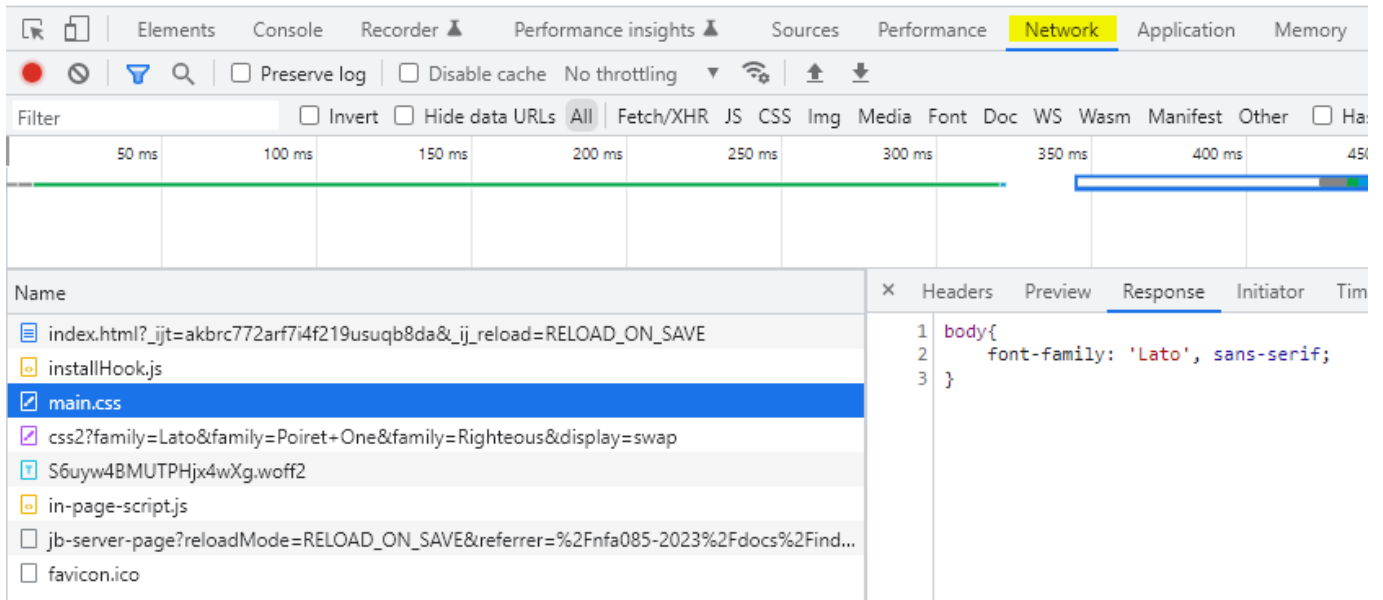 Elements Console Recorder Performance insights Sources Performance Network Application Memory
Preserve log Disable cache No throttling
Filter Invert Hide data URLs All Fetch/XHR JS CSS Img Media Font Doc WS Wasm Manifest Other Ha
50 ms 100 ms 150 ms 200 ms 250 ms 300 ms 350 ms 400 ms 450
Name
index.html?_ijt=akbrc772arf7i4f219usuqb8da&_ij_reload=RELOAD_ON_SAVE
installHook.js
main.css
css2?family=Lato&family=Poiret+One&family=Righteous&display=swap
S6uyw4BMUTPHjx4wXg.woff2
in-page-script.js
jb-server-page?reloadMode=RELOAD_ON_SAVE&referrer=%2Fnfa085-2023%2Fdocs%2Find...
favicon.ico
× Headers Preview Response Initiator Tim
1 body{
2 font-family: 'Lato', sans-serif;
3 }